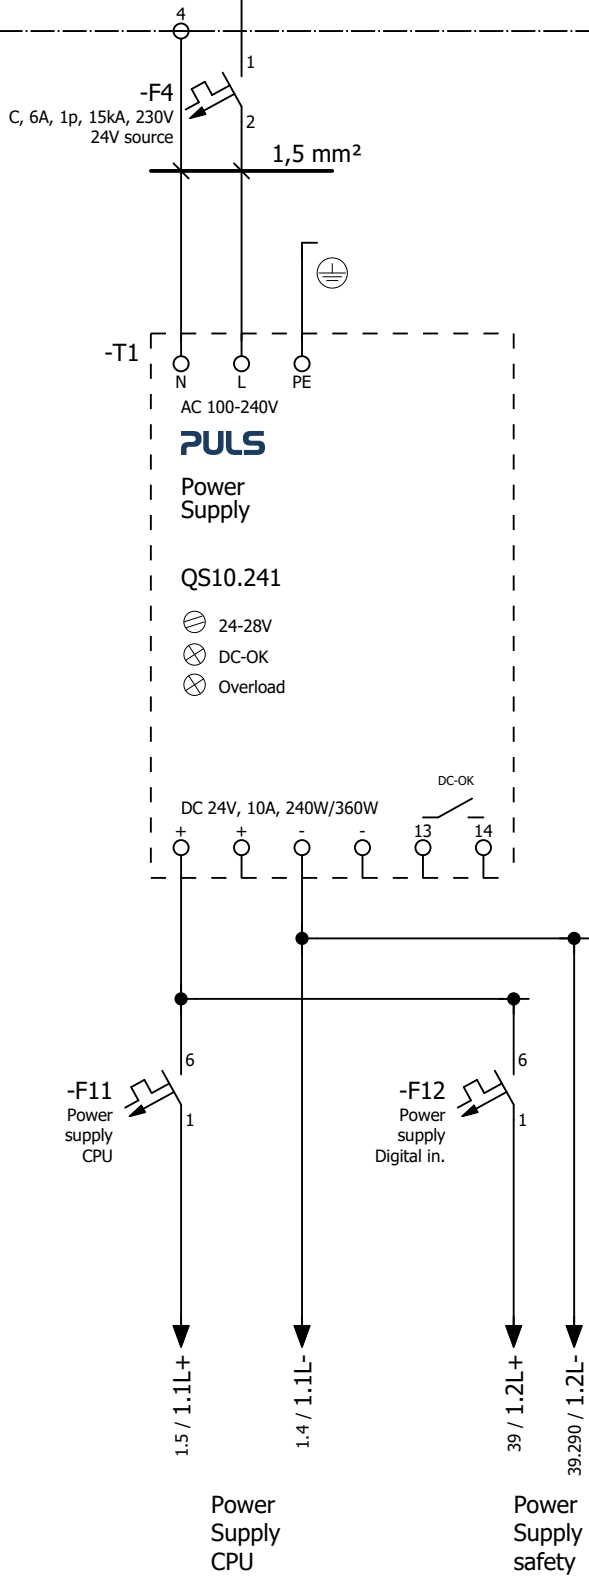 4
1
-F4
C, 6A, 1p, 15kA, 230V
24V source
2
1,5 mm²
-T1
N L PE
AC 100-240V
PULS
Power
Supply
QS10.241
24-28V
DC-OK
Overload
DC-OK
DC 24V, 10A, 240W/360W
+ + - - 13 14
6
-F11
Power
supply
CPU
1
6
-F12
Power
supply
Digital in.
1
1.5 / 1.1L+
1.4 / 1.1L-
39 / 1.2L+
39.290 / 1.2L-
Power
Supply
CPU
Power
Supply
safety